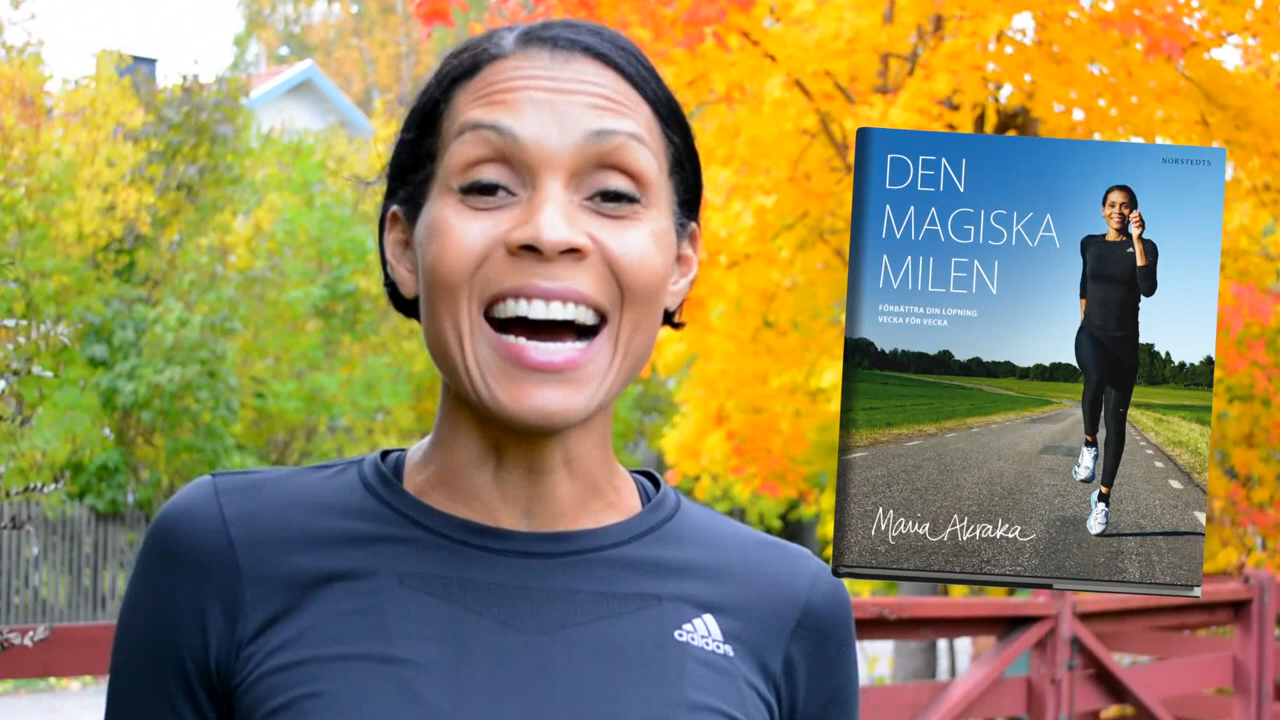 NORSTEDTS
DEN
MAGISKA
MILEN
FÖRBÄTTRA DIN LÖPNING
VECKA FÖR VECKA
Maria Akraka
adidas